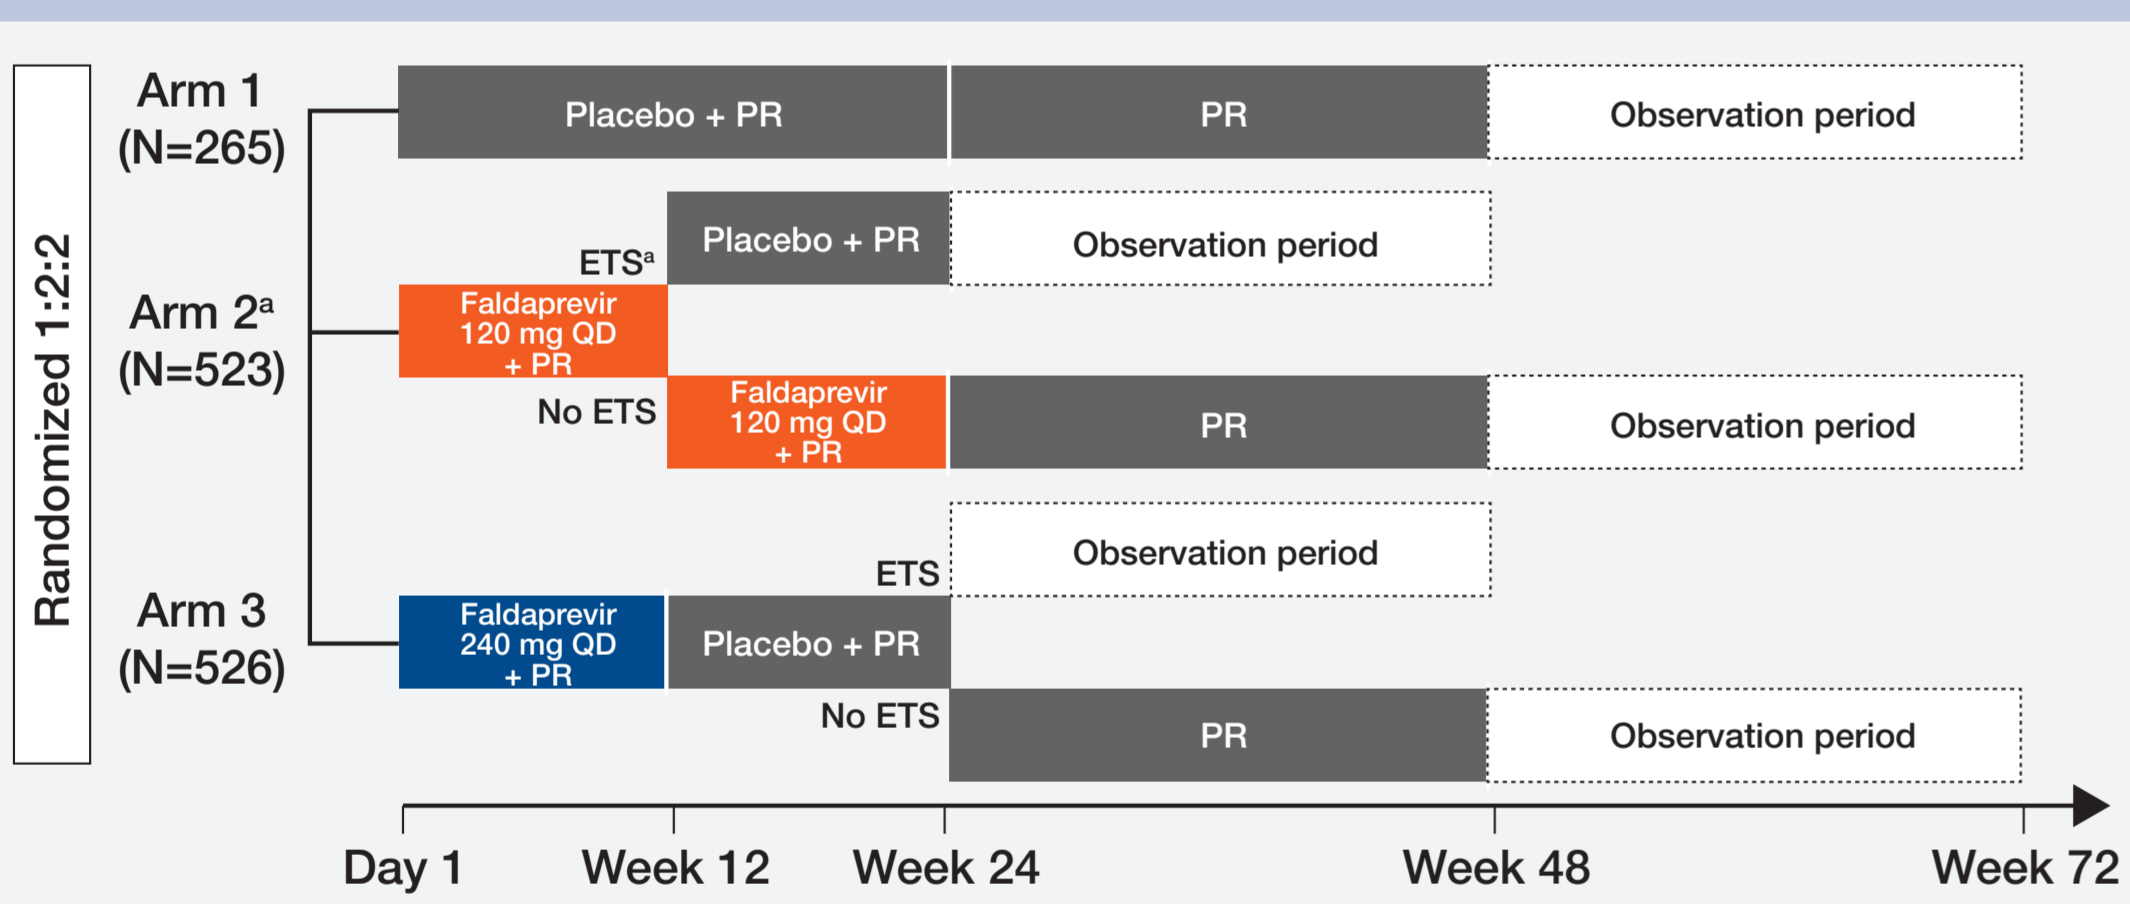 Randomized 1:2:2
Arm 1
(N=265)
Placebo + PR
PR
Observation period
Arm 2ª
(N=523)
ETSª
Placebo + PR
Observation period
Faldaprevir
120 mg QD
+ PR
No ETS
Faldaprevir
120 mg QD
+ PR
PR
Observation period
Arm 3
(N=526)
ETS
Observation period
Faldaprevir
240 mg QD
+ PR
Placebo + PR
No ETS
PR
Observation period
Day 1
Week 12
Week 24
Week 48
Week 72